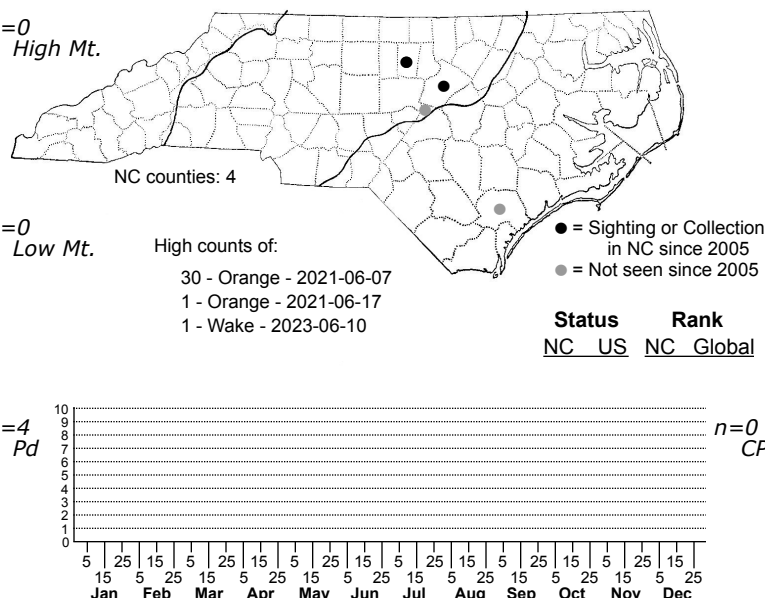 =0
High Mt.
NC counties: 4
=0
Low Mt.
High counts of:
30 - Orange - 2021-06-07
1 - Orange - 2021-06-17
1 - Wake - 2023-06-10
= Sighting or Collection
in NC since 2005
= Not seen since 2005
Status Rank
NC US NC Global
=4
Pd
10
9
8
7
6
5
4
3
2
1
0
n=0
CP
5 25 15 5 25 15 5 25 15 5 25 15 5 25 15 5 25 15
15 5 25 15 5 25 15 5 25 15 5 25 15 5 25 15 5 25
Jan Feb Mar Apr May Jun Jul Aug Sep Oct Nov Dec